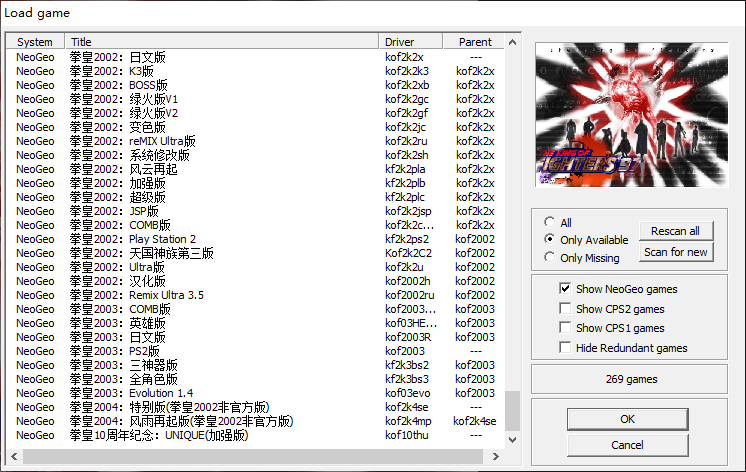 Load game
System Title Driver Parent
NeoGeo 拳皇2002：日文版 kof2k2x ---
NeoGeo 拳皇2002：K3版 kof2k2k3 kof2k2x
NeoGeo 拳皇2002：BOSS版 kof2k2xb kof2k2x
NeoGeo 拳皇2002：绿火版V1 kof2k2gc kof2k2x
NeoGeo 拳皇2002：绿火版V2 kof2k2gf kof2k2x
NeoGeo 拳皇2002：变色版 kof2k2jc kof2k2x
NeoGeo 拳皇2002：reMIX Ultra版 kof2k2ru kof2k2x
NeoGeo 拳皇2002：系统修改版 kof2k2sh kof2k2x
NeoGeo 拳皇2002：风云再起 kf2k2pla kof2k2x
NeoGeo 拳皇2002：加强版 kf2k2plb kof2k2x
NeoGeo 拳皇2002：超级版 kf2k2plc kof2k2x
NeoGeo 拳皇2002：JSP版 kof2k2jsp kof2k2x
NeoGeo 拳皇2002：COMB版 kof2k2c... kof2k2x
NeoGeo 拳皇2002：Play Station 2 kf2k2ps2 kof2002
NeoGeo 拳皇2002：天国神族第三版 Kof2k2C2 kof2002
NeoGeo 拳皇2002：Ultra版 kof2k2u kof2002
NeoGeo 拳皇2002：汉化版 kof2002h kof2002
NeoGeo 拳皇2002：Remix Ultra 3.5 kof2002ru kof2002
NeoGeo 拳皇2003：COMB版 kof2003... kof2003
NeoGeo 拳皇2003：英雄版 kof03HE... kof2003
NeoGeo 拳皇2003：日文版 kof2003R kof2003
NeoGeo 拳皇2003：PS2版 kof2003 ---
NeoGeo 拳皇2003：三神器版 kf2k3bs2 kof2003
NeoGeo 拳皇2003：全角色版 kf2k3bs3 kof2003
NeoGeo 拳皇2003：Evolution 1.4 kof03evo kof2003
NeoGeo 拳皇2004：特别版(拳皇2002非官方版) kof2k4se ---
NeoGeo 拳皇2004：风雨再起版(拳皇2002非官方版) kof2k4mp kof2k4se
NeoGeo 拳皇10周年纪念：UNIQUE(加强版) kof10thu ---
KING OF
FIGHTERS'97
All
Only Available
Only Missing
Rescan all
Scan for new
Show NeoGeo games
Show CPS2 games
Show CPS1 games
Hide Redundant games
269 games
OK
Cancel